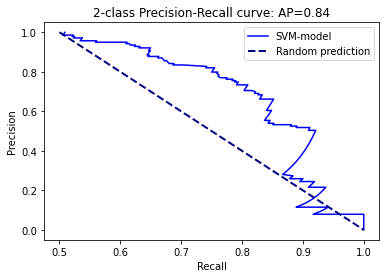 2-class Precision-Recall curve: AP=0.84
SVM-model
Random prediction
Precision
1.0
0.8
0.6
0.4
0.2
0.0
0.5 0.6 0.7 0.8 0.9 1.0
Recall